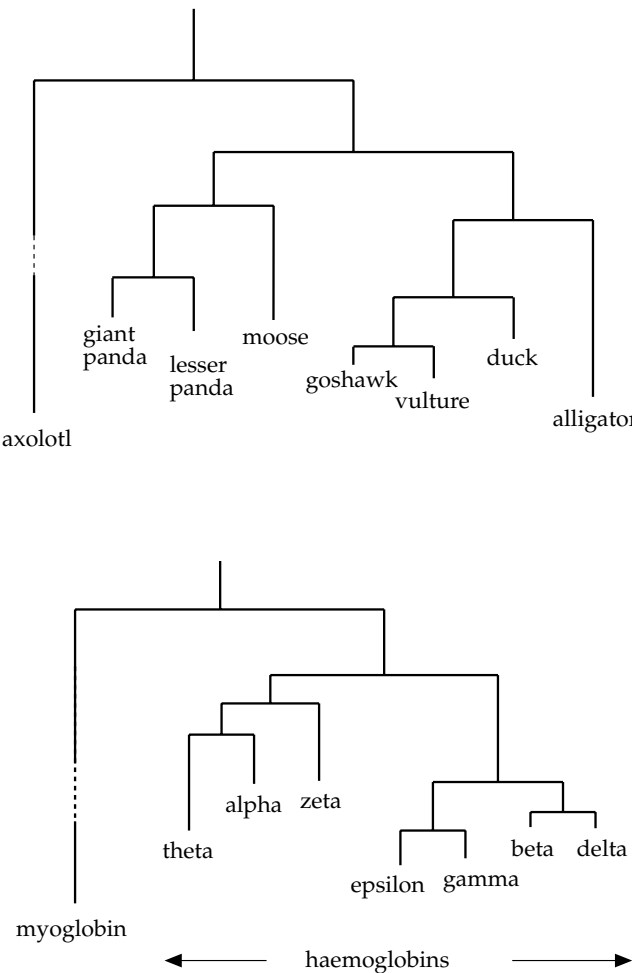 giant
panda
lesser
panda
moose
goshawk
vulture
duck
alligator
axolotl
theta
alpha
zeta
epsilon
gamma
beta
delta
myoglobin
haemoglobins